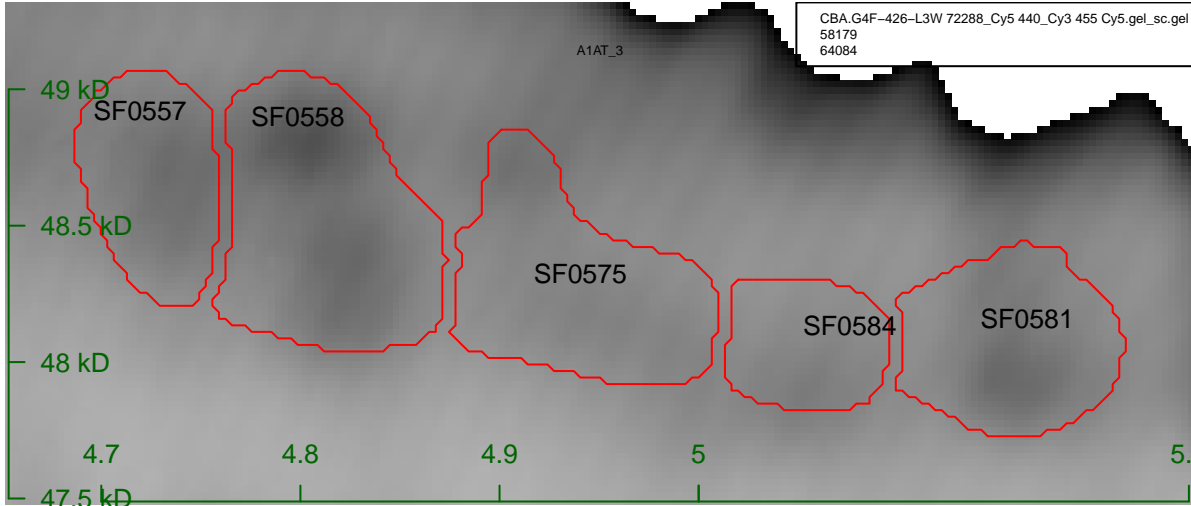 CBA.G4F−426−L3W 72288_Cy5 440_Cy3 455 Cy5.gel_sc.gel
58179
64084
A1AT_3
49 kD
SF0557
SF0558
48.5 kD
SF0575
SF0584
SF0581
48 kD
4.7
4.8
4.9
5
5.
47.5 kD